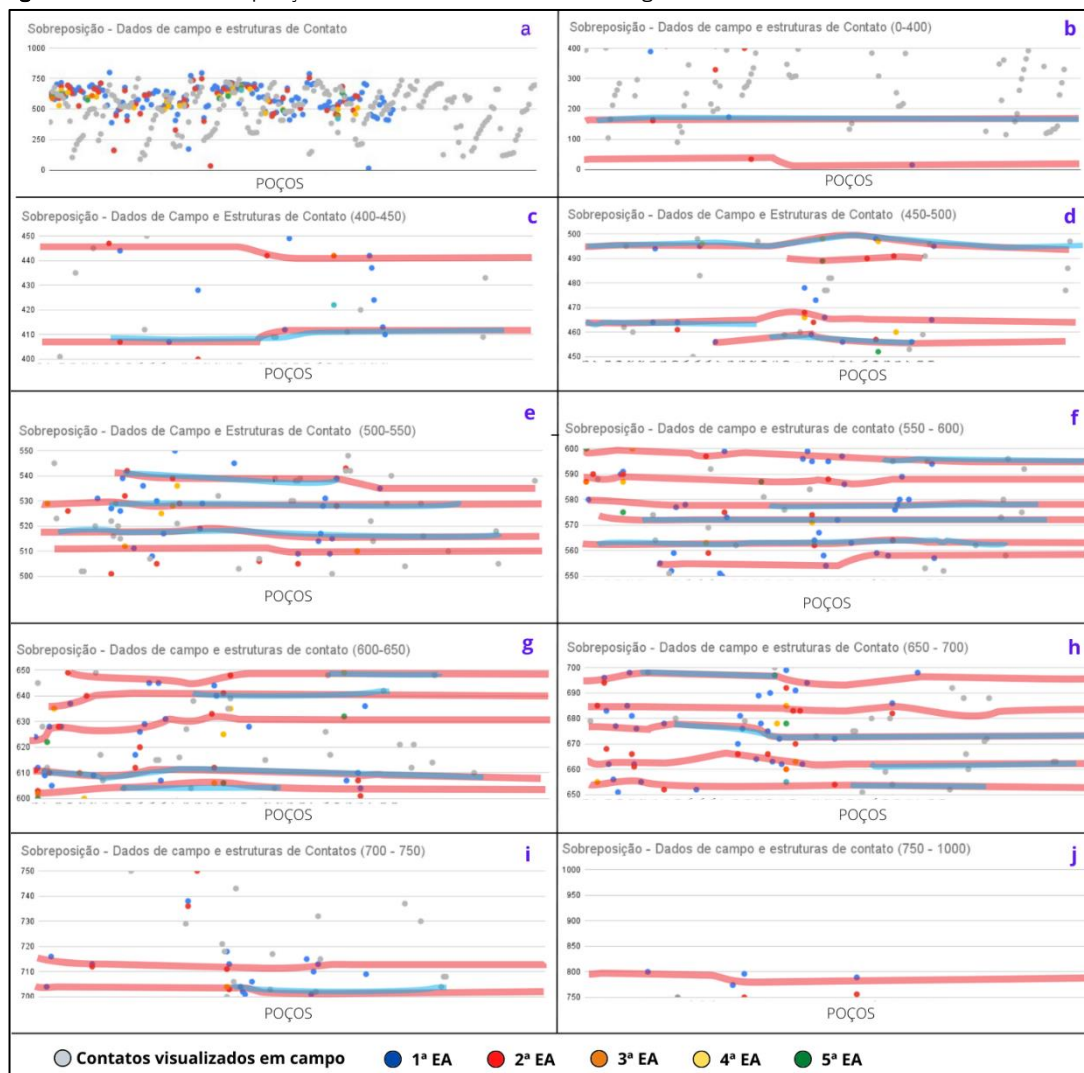 Sobreposição - Dados de campo e estruturas de Contato
a
1000
750
500
250
0
POÇOS
Sobreposição - Dados de campo e estruturas de Contato (0-400)
b
400
300
200
100
0
POÇOS
Sobreposição - Dados de Campo e Estruturas de Contato (400-450)
c
450
440
430
420
410
400
POÇOS
Sobreposição - Dados de Campo e Estruturas de Contato (450-500)
d
500
490
480
470
460
450
POÇOS
Sobreposição - Dados de Campo e Estruturas de Contato (500-550)
e
550
540
530
520
510
500
POÇOS
Sobreposição - Dados de campo e estruturas de contato (550 - 600)
f
600
590
580
570
560
550
POÇOS
Sobreposição - Dados de campo e estruturas de contato (600-650)
g
650
640
630
620
610
600
POÇOS
Sobreposição - Dados de campo e estruturas de Contato (650 - 700)
h
700
690
680
670
660
650
POÇOS
Sobreposição - Dados de campo e estruturas de Contatos (700 - 750)
i
750
740
730
720
710
700
POÇOS
Sobreposição - Dados de campo e estruturas de contato (750 - 1000)
j
1000
950
900
850
800
750
POÇOS
Contatos visualizados em campo 1ª EA 2ª EA 3ª EA 4ª EA 5ª EA